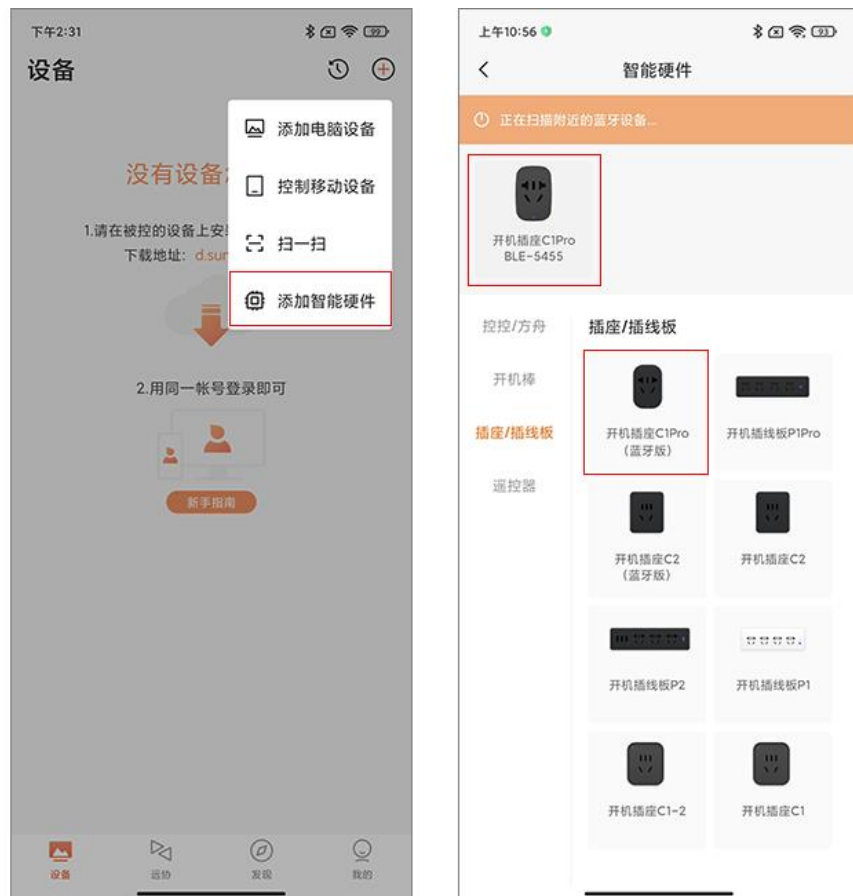 下午2:31
99
设备
添加电脑设备
没有设备
控制移动设备
1.请在被控的设备上安
下载地址: d.sun
扫一扫
添加智能硬件
2.用同一帐号登录即可
新手指南
设备
远协
发现
我的
上午10:56
93
智能硬件
正在扫描附近的蓝牙设备...
开机插座C1Pro
BLE-5455
控控/方舟
开机棒
插座/插线板
遥控器
插座/插线板
开机插座C1Pro
(蓝牙版)
开机插线板P1Pro
开机插座C2
(蓝牙版)
开机插座C2
开机插线板P2
开机插线板P1
开机插座C1-2
开机插座C1